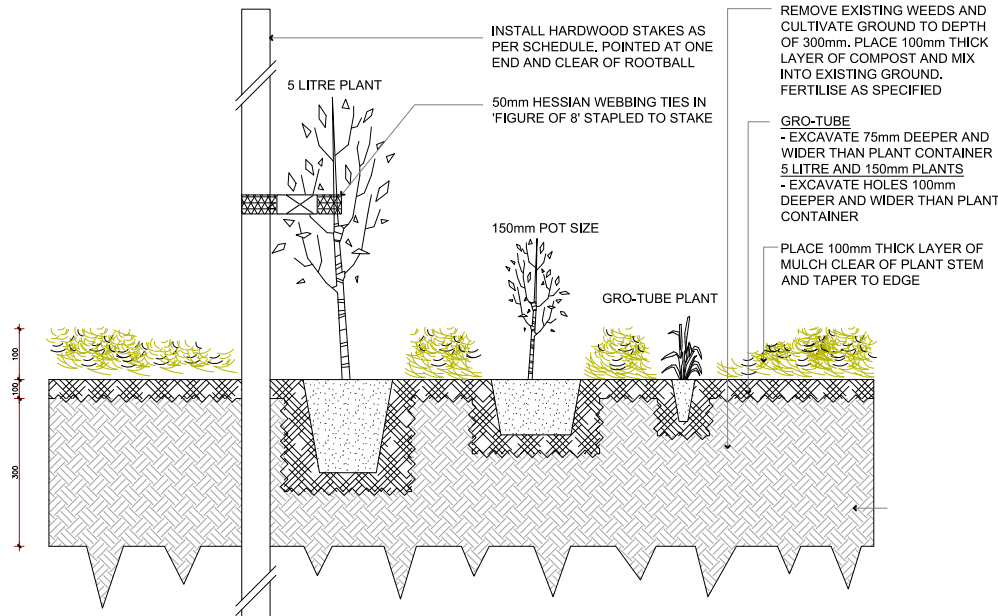 INSTALL HARDWOOD STAKES AS
PER SCHEDULE. POINTED AT ONE
END AND CLEAR OF ROOTBALL
5 LITRE PLANT
50mm HESSIAN WEBBING TIES IN
'FIGURE OF 8' STAPLED TO STAKE
REMOVE EXISTING WEEDS AND
CULTIVATE GROUND TO DEPTH
OF 300mm. PLACE 100mm THICK
LAYER OF COMPOST AND MIX
INTO EXISTING GROUND.
FERTILISE AS SPECIFIED
GRO-TUBE
- EXCAVATE 75mm DEEPER AND
WIDER THAN PLANT CONTAINER
5 LITRE AND 150mm PLANTS
- EXCAVATE HOLES 100mm
DEEPER AND WIDER THAN PLANT
CONTAINER
150mm POT SIZE
PLACE 100mm THICK LAYER OF
MULCH CLEAR OF PLANT STEM
AND TAPER TO EDGE
GRO-TUBE PLANT
100
100
300